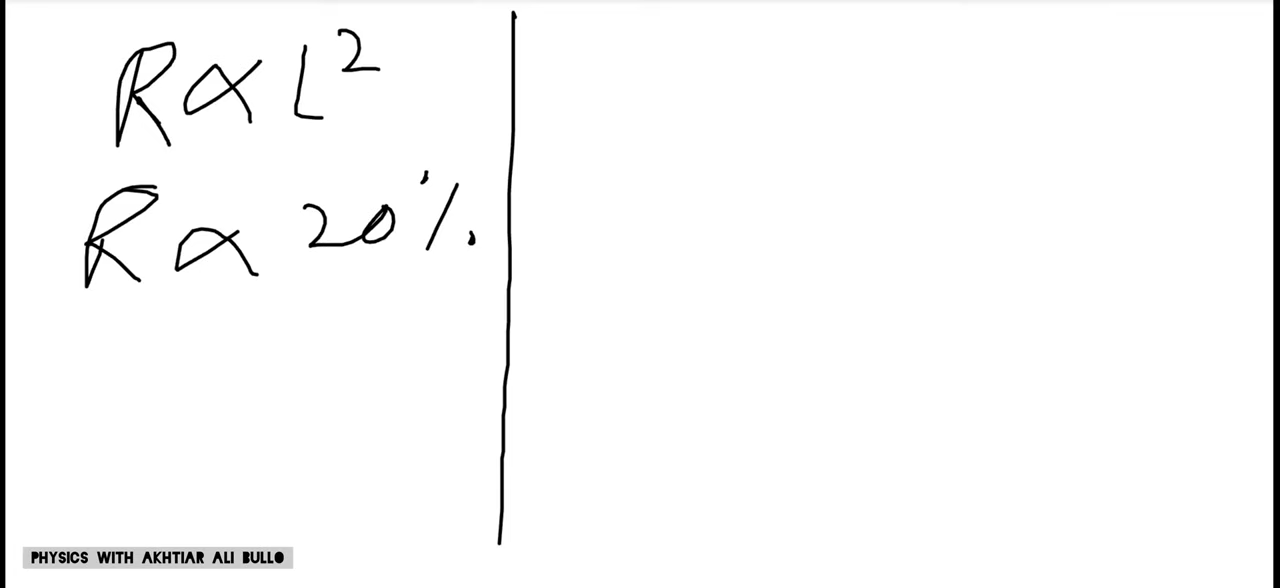 R ∝ L²
R ∝ 20%
PHYSICS WITH AKHTIAR ALI BULLO